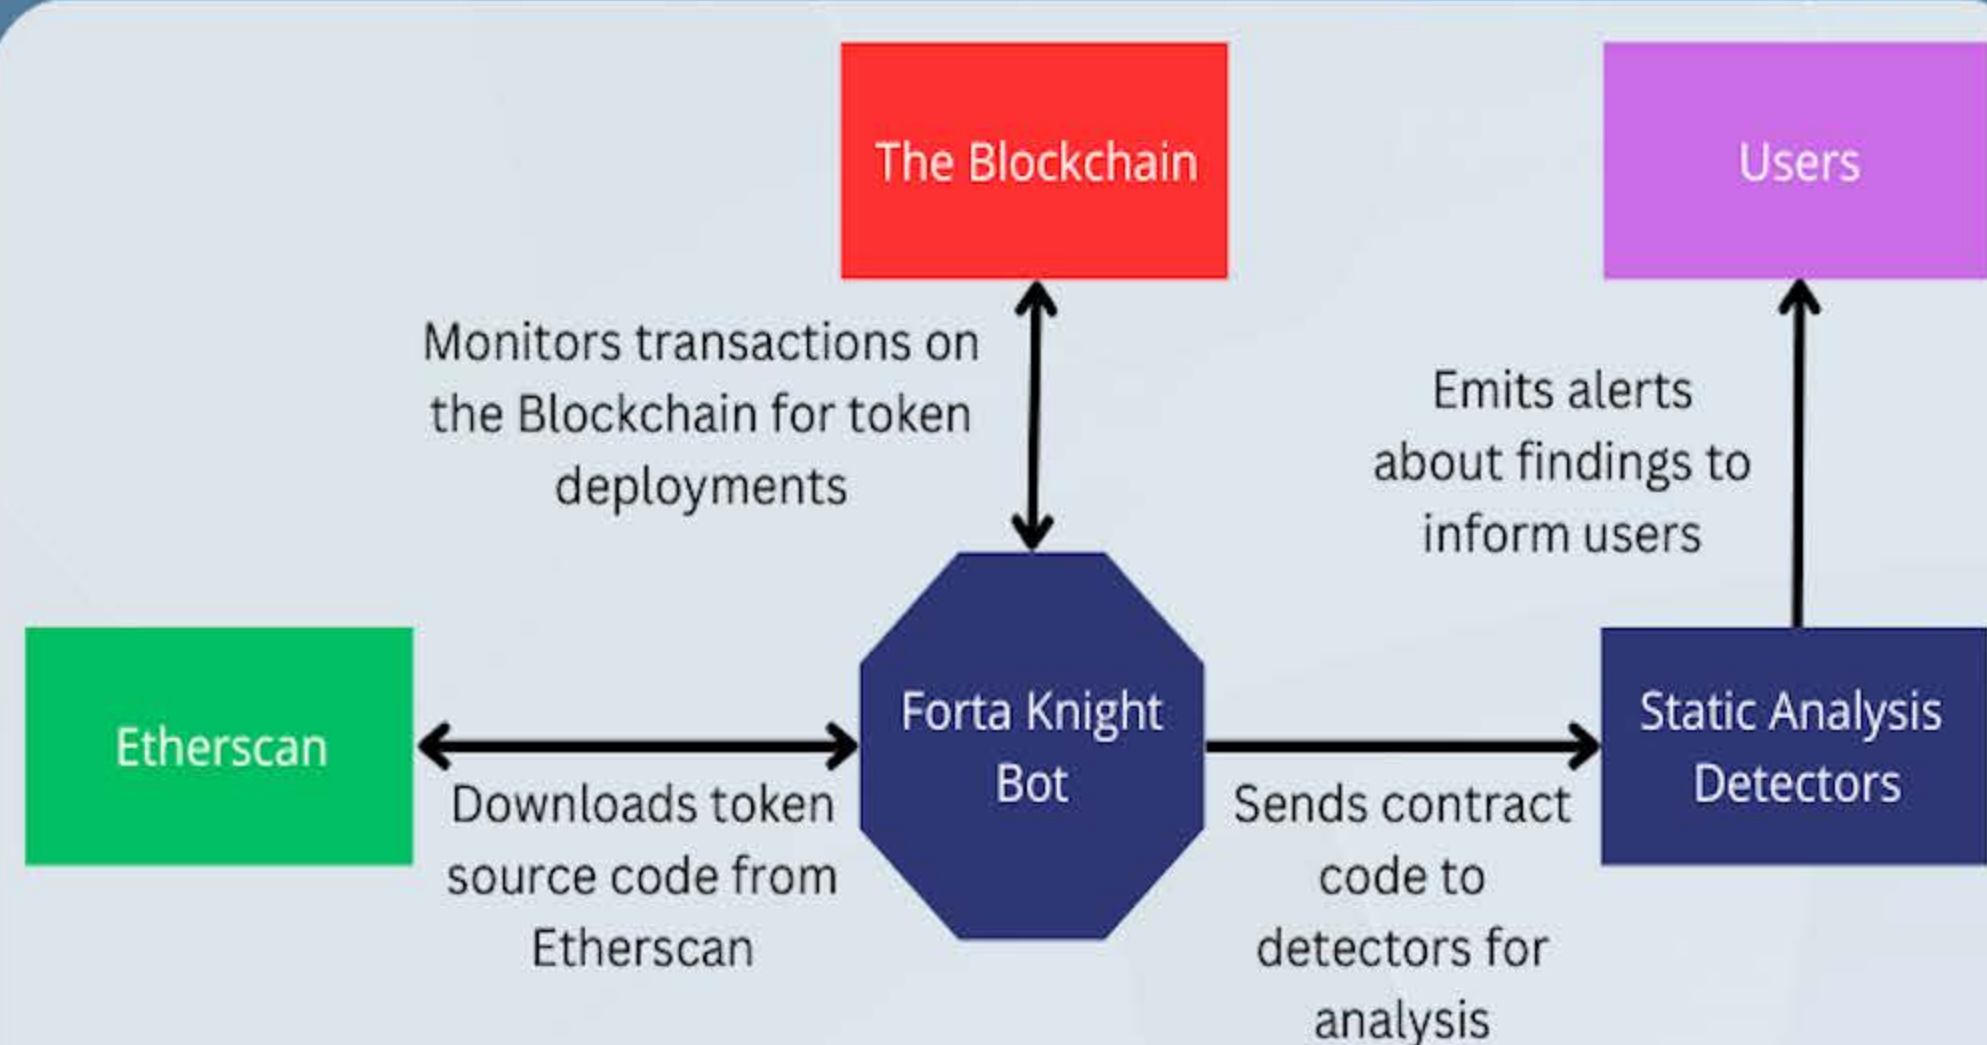 The Blockchain
Users
Monitors transactions on
the Blockchain for token
deployments
Emits alerts
about findings to
inform users
Etherscan
Downloads token
source code from
Etherscan
Forta Knight
Bot
Sends contract
code to
detectors for
analysis
Static Analysis
Detectors